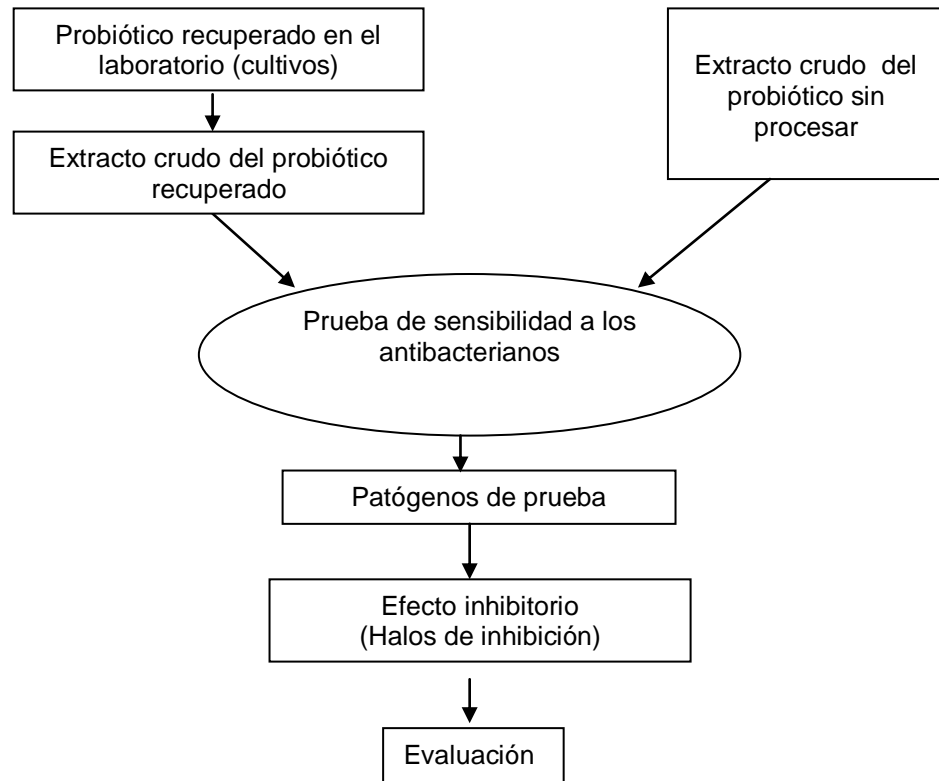 Probiótico recuperado en el
laboratorio (cultivos)
Extracto crudo del probiótico
recuperado
Extracto crudo del
probiótico sin
procesar
Prueba de sensibilidad a los
antibacterianos
Patógenos de prueba
Efecto inhibitorio
(Halos de inhibición)
Evaluación